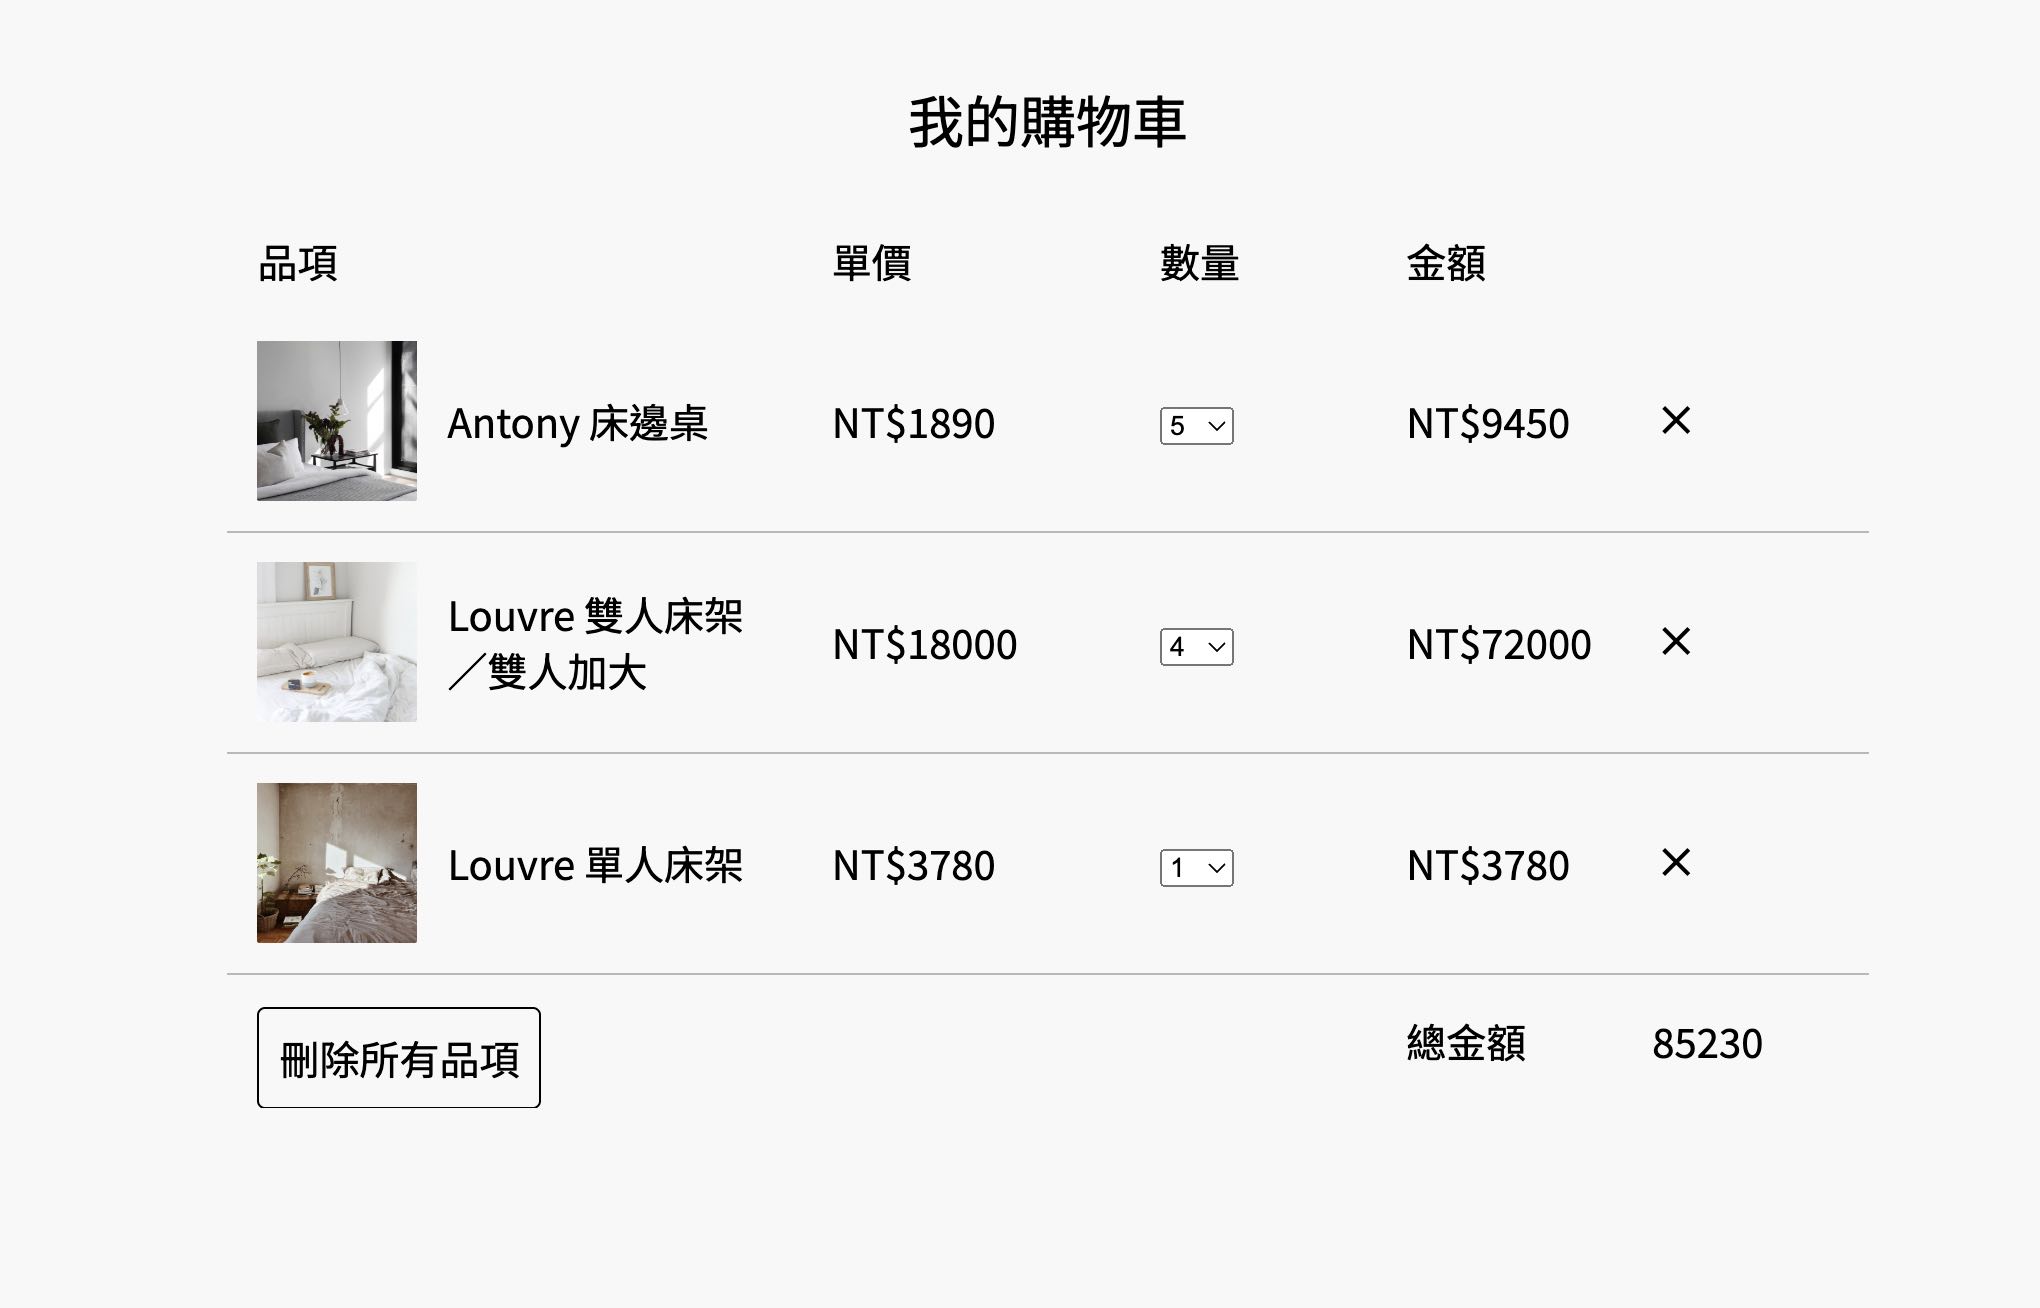 我的購物車
品項 單價 數量 金額
Antony 床邊桌 NT$1890 5 NT$9450
Louvre 雙人床架
／雙人加大 NT$18000 4 NT$72000
Louvre 單人床架 NT$3780 1 NT$3780
刪除所有品項 總金額 85230